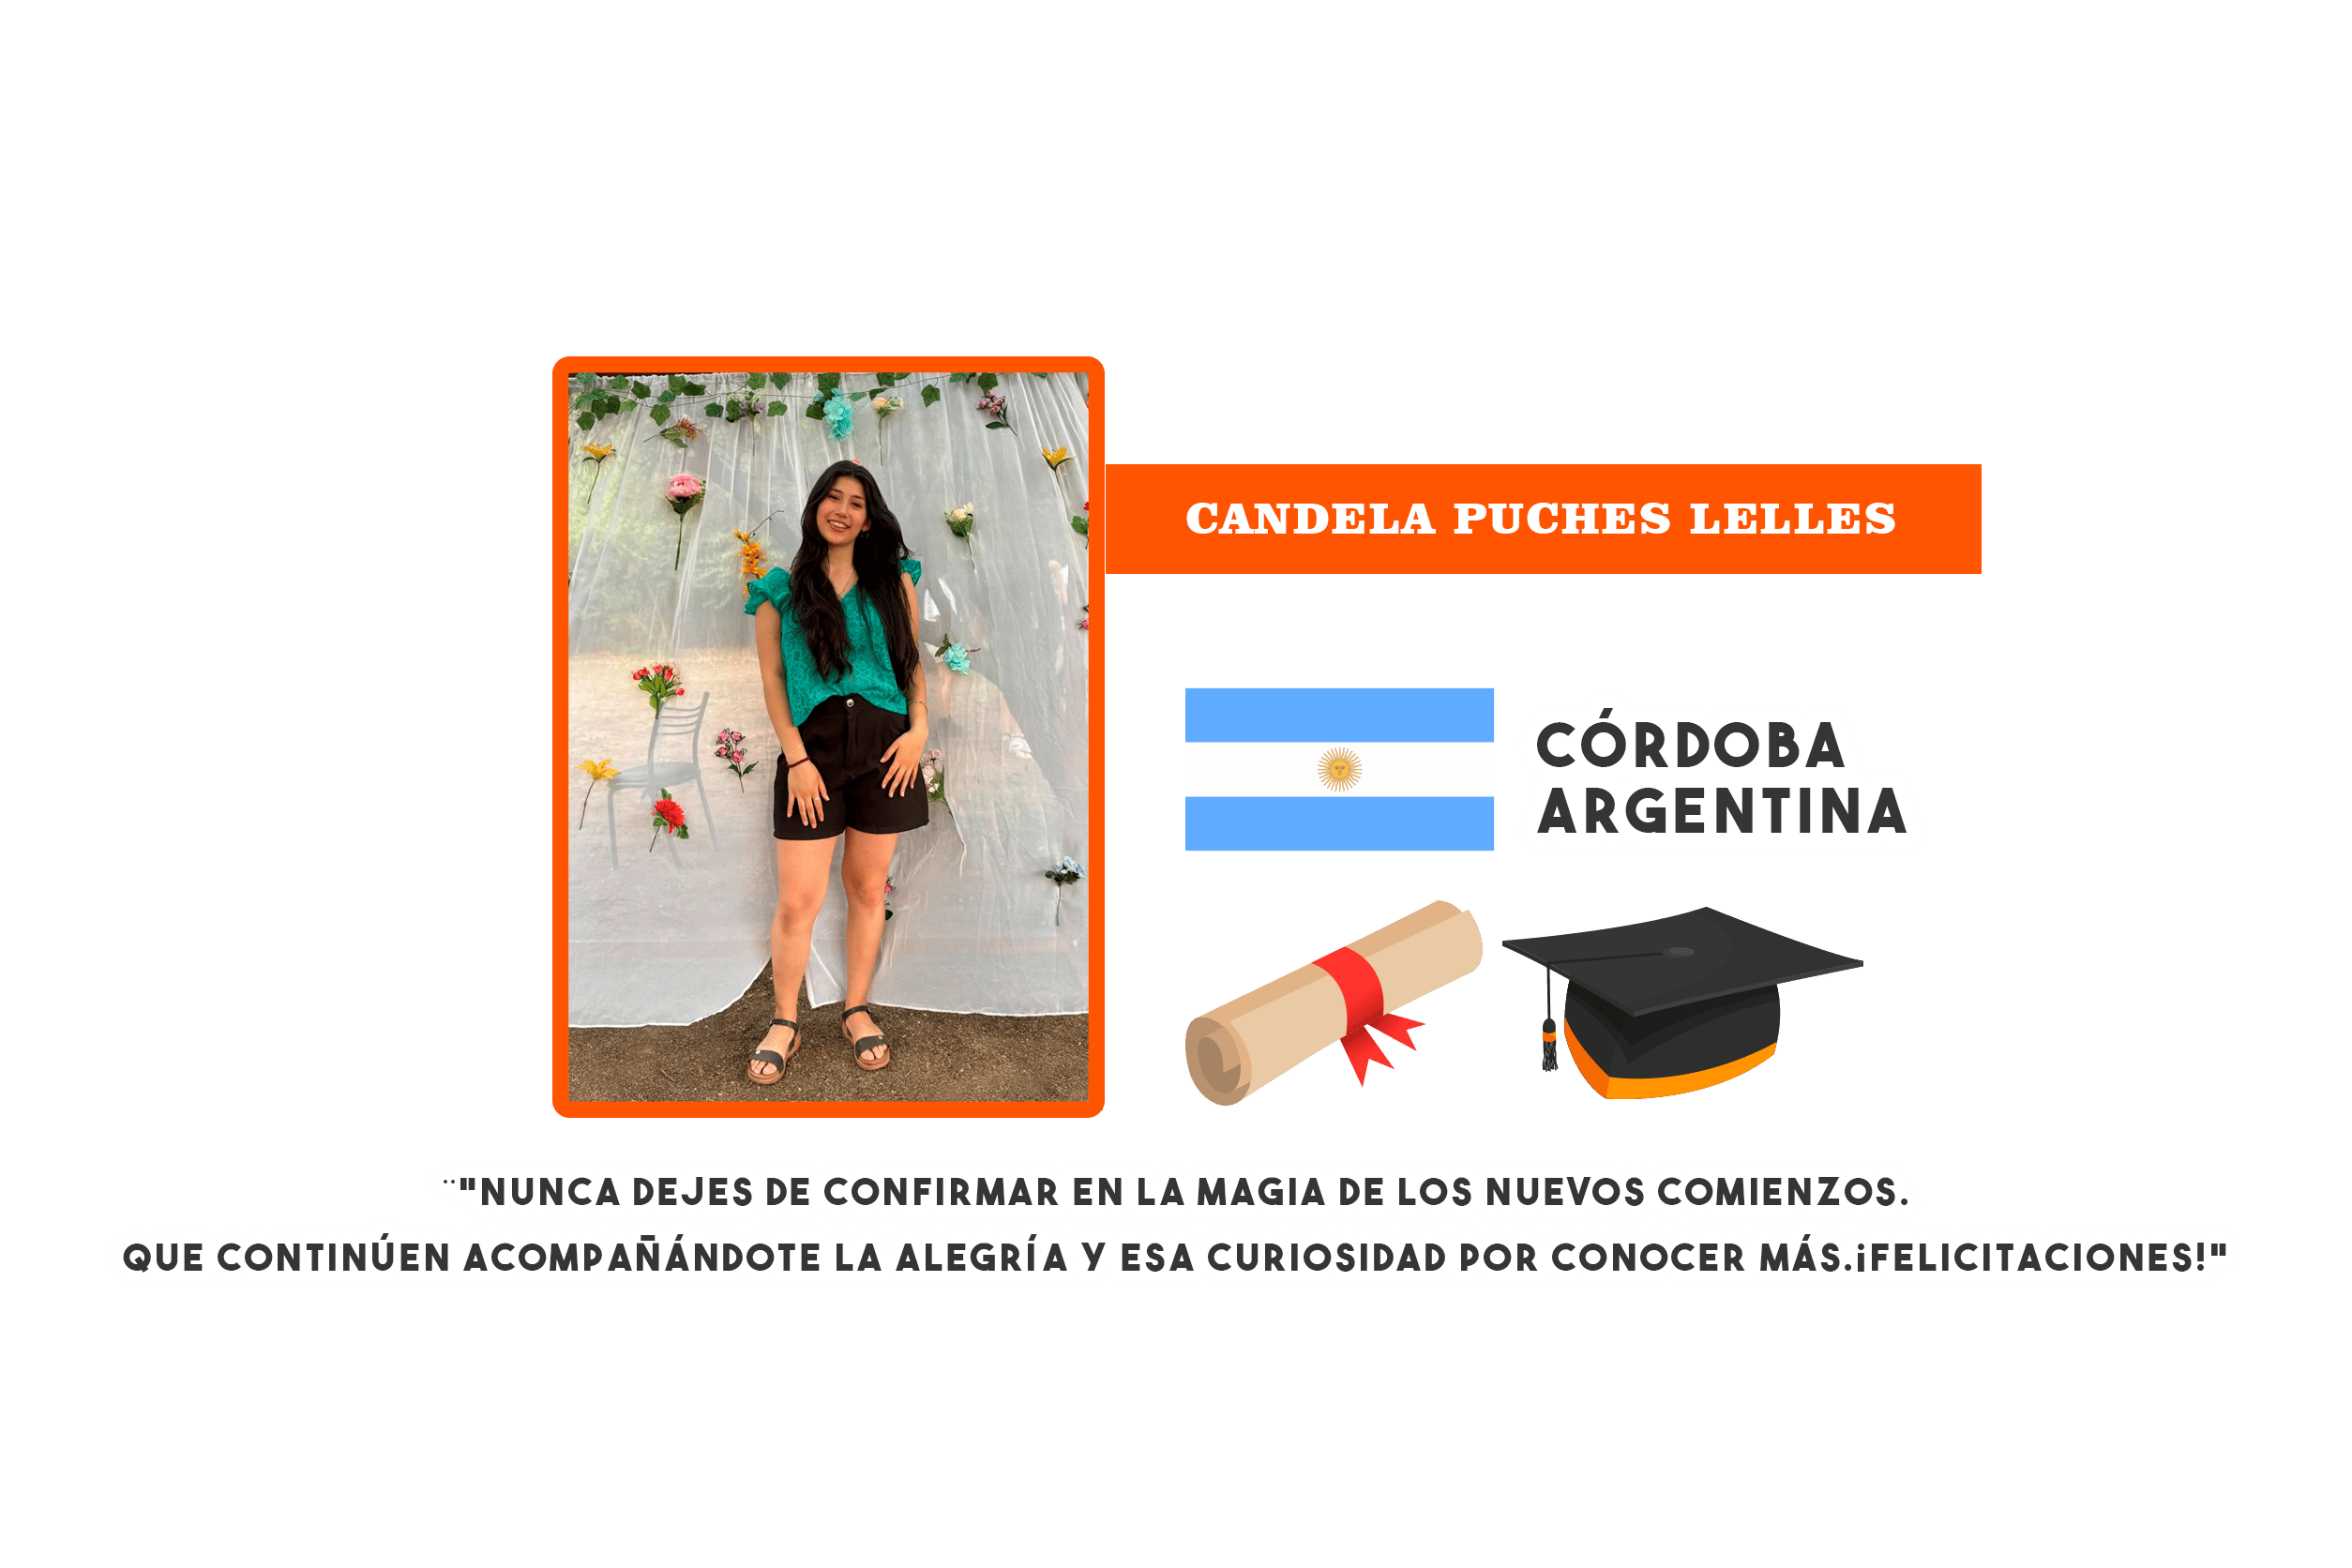 CANDELA PUCHES LELLES
CÓRDOBA
ARGENTINA
¨"NUNCA DEJES DE CONFIRMAR EN LA MAGIA DE LOS NUEVOS COMIENZOS.
QUE CONTINÚEN ACOMPAÑÁNDOTE LA ALEGRÍA Y ESA CURIOSIDAD POR CONOCER MÁS.¡FELICITACIONES!"